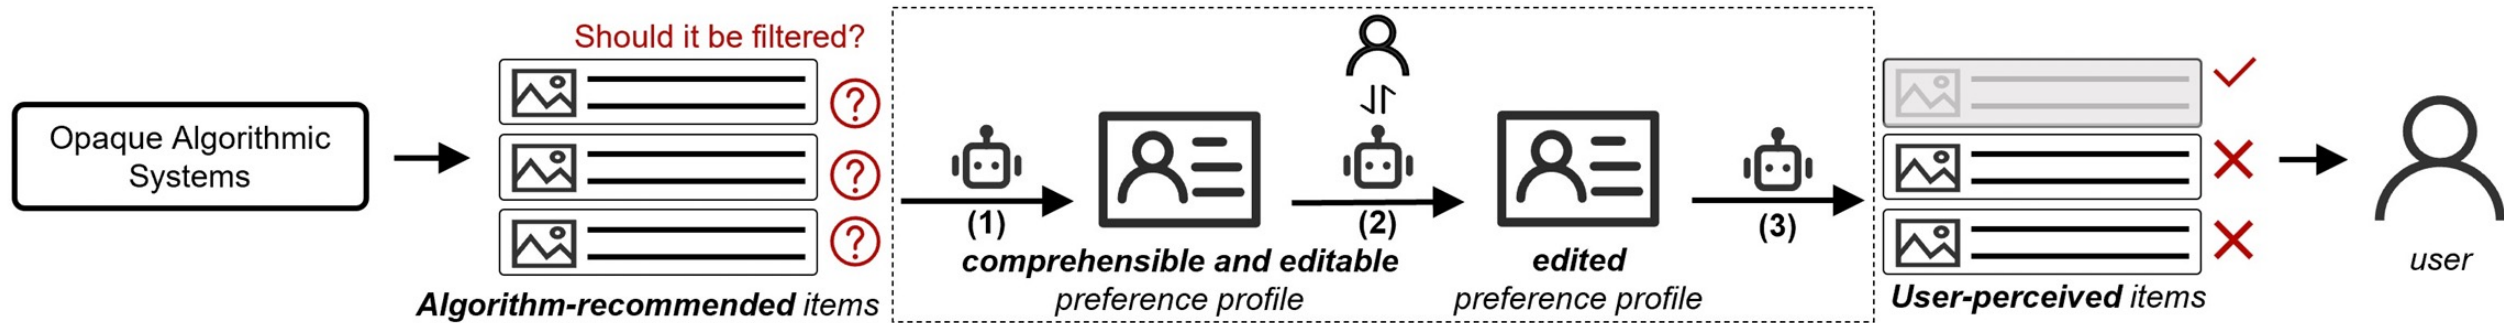 Should it be filtered?
Opaque Algorithmic
Systems
?
?
?
Algorithm-recommended items
(1)
comprehensible and editable
preference profile
(2)
edited
preference profile
(3)
User-perceived items
user